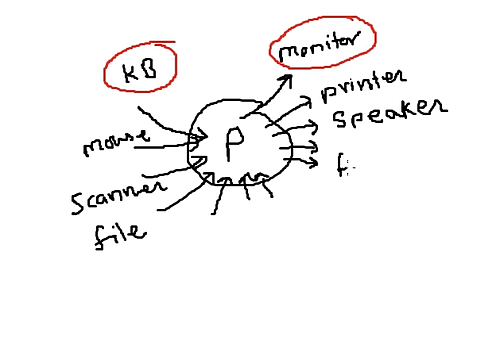 monitor
KB
printer
speaker
mouse
P
scanner
file